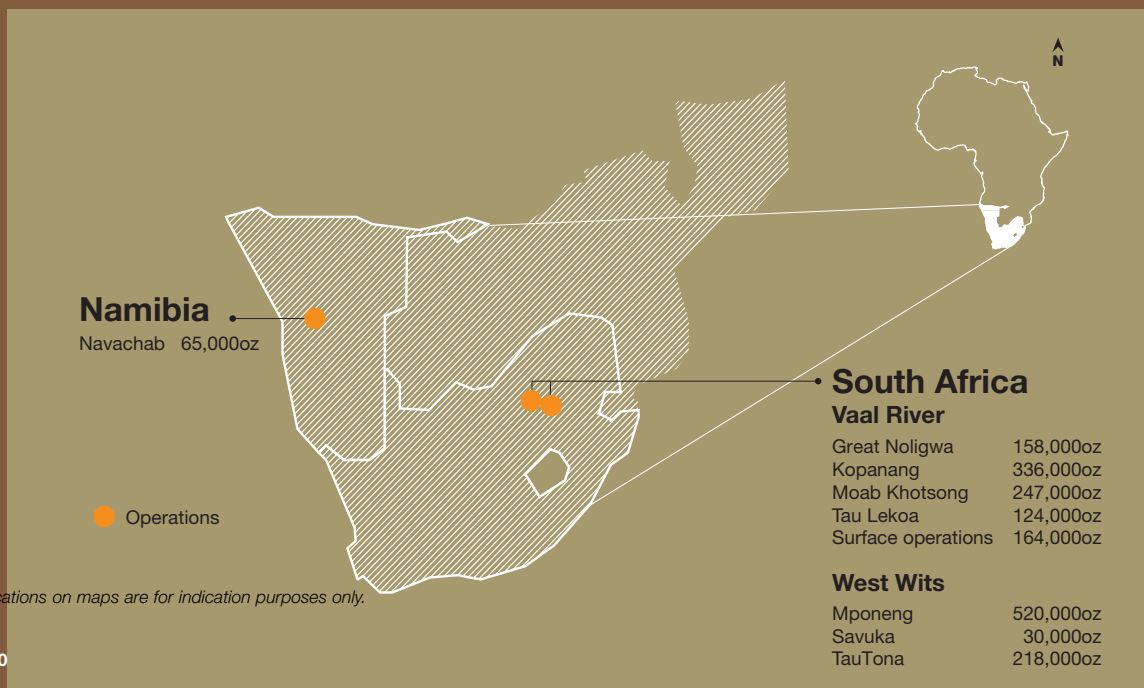 N
Namibia
Navachab 65,000oz
Operations
South Africa
Vaal River
Great Noligwa 158,000oz
Kopanang 336,000oz
Moab Khotsong 247,000oz
Tau Lekoa 124,000oz
Surface operations 164,000oz
West Wits
Mponeng 520,000oz
Savuka 30,000oz
TauTona 218,000oz
on maps are for indication purposes only.